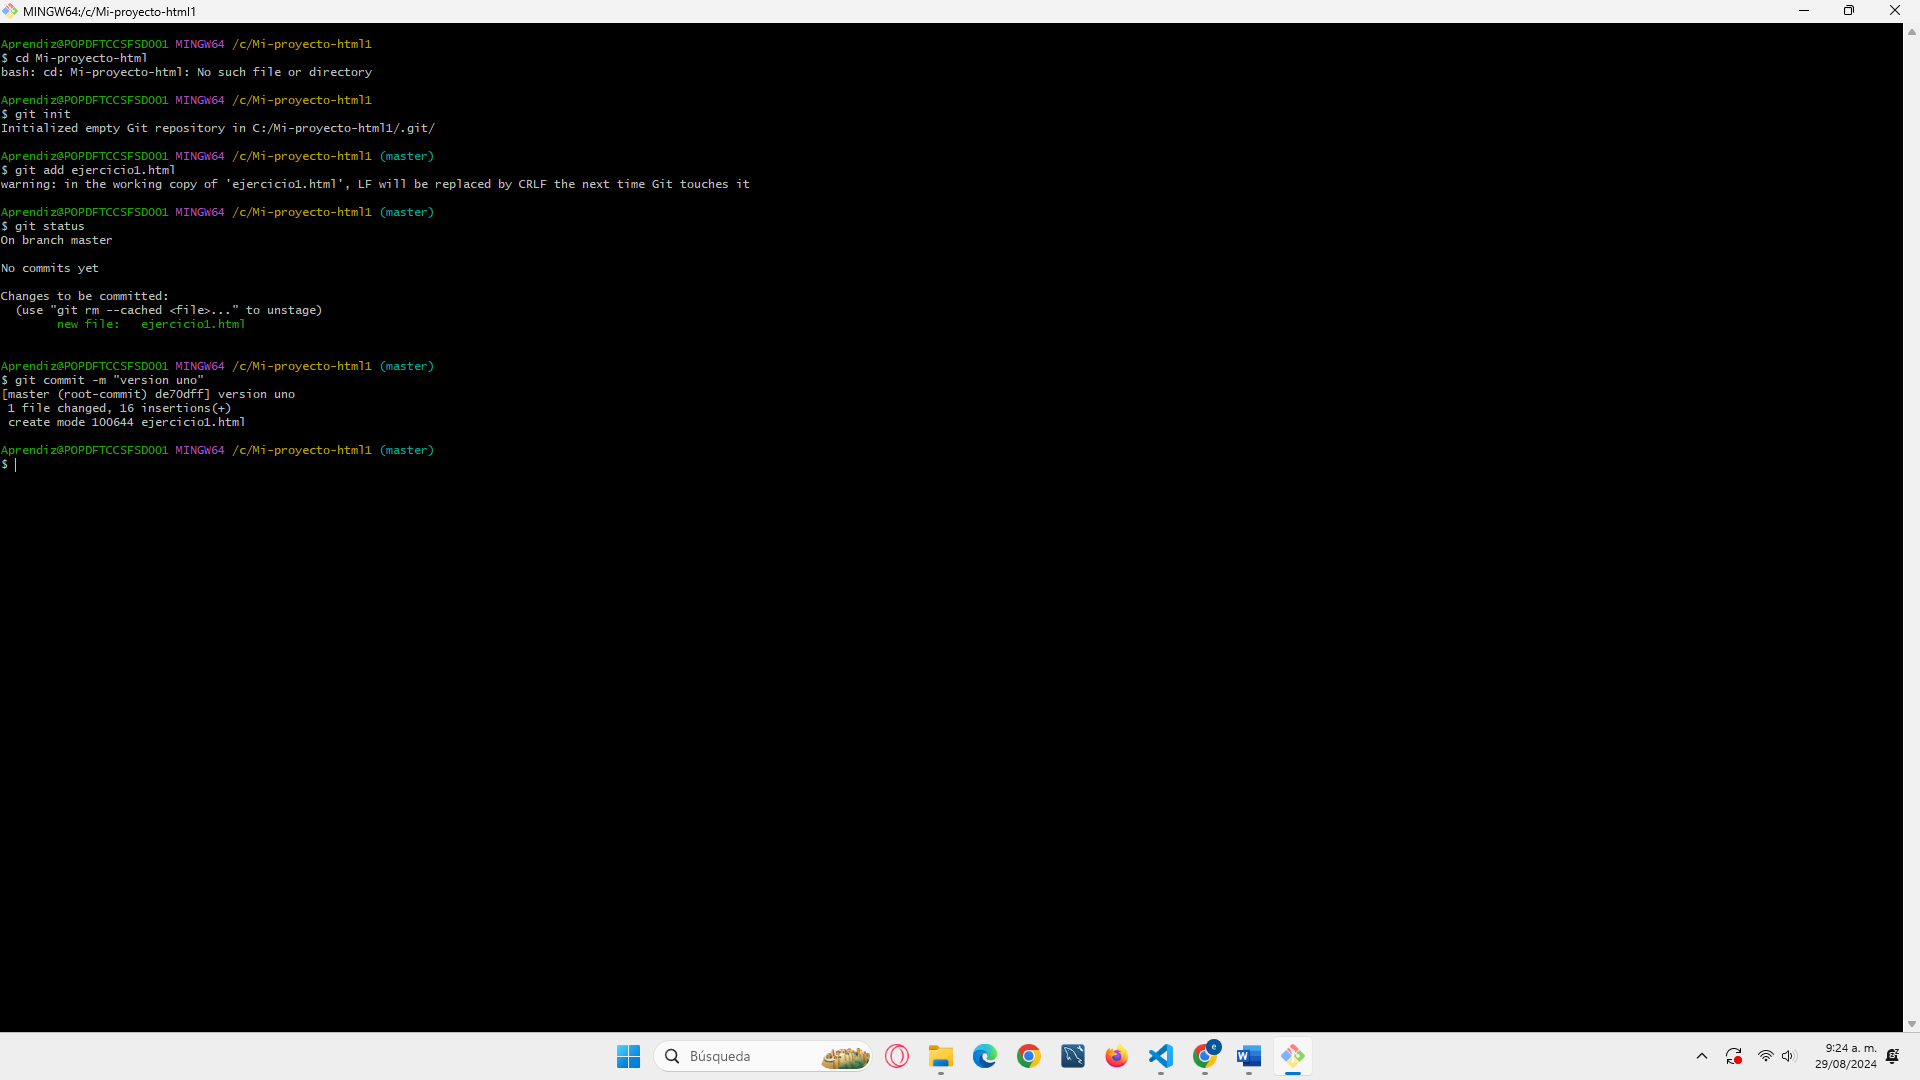 MINGW64:/c/Mi-proyecto-html1
Aprendiz@POPDFTCCSFSD001 MINGW64 /c/Mi-proyecto-html1
$ cd Mi-proyecto-html
bash: cd: Mi-proyecto-html: No such file or directory
Aprendiz@POPDFTCCSFSD001 MINGW64 /c/Mi-proyecto-html1
$ git init
Initialized empty Git repository in C:/Mi-proyecto-html1/.git/
Aprendiz@POPDFTCCSFSD001 MINGW64 /c/Mi-proyecto-html1 (master)
$ git add ejercicio1.html
warning: in the working copy of 'ejercicio1.html', LF will be replaced by CRLF the next time Git touches it
Aprendiz@POPDFTCCSFSD001 MINGW64 /c/Mi-proyecto-html1 (master)
$ git status
On branch master
No commits yet
Changes to be committed:
  (use "git rm --cached <file>..." to unstage)
        new file:   ejercicio1.html
Aprendiz@POPDFTCCSFSD001 MINGW64 /c/Mi-proyecto-html1 (master)
$ git commit -m "version uno"
[master (root-commit) de70dff] version uno
 1 file changed, 16 insertions(+)
 create mode 100644 ejercicio1.html
Aprendiz@POPDFTCCSFSD001 MINGW64 /c/Mi-proyecto-html1 (master)
$
Búsqueda
9:24 a. m.
29/08/2024